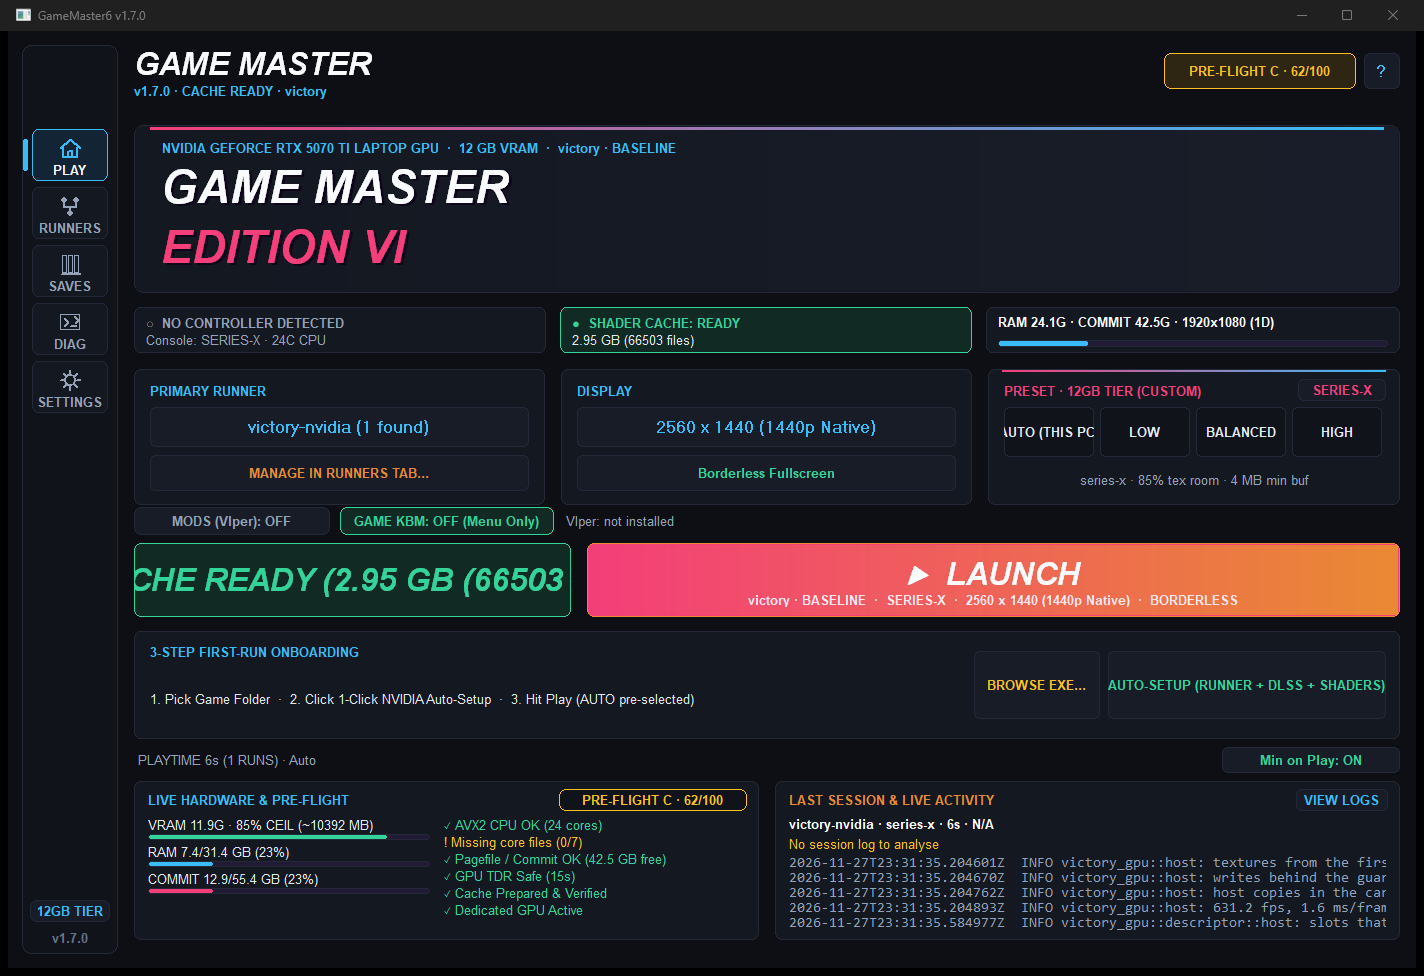 GameMaster6 v1.7.0
GAME MASTER
v1.7.0 · CACHE READY · victory
PRE-FLIGHT C · 62/100
?
PLAY
RUNNERS
SAVES
DIAG
SETTINGS
12GB TIER
v1.7.0
NVIDIA GEFORCE RTX 5070 TI LAPTOP GPU · 12 GB VRAM · victory · BASELINE
GAME MASTER
EDITION VI
○ NO CONTROLLER DETECTED
Console: SERIES-X · 24C CPU
● SHADER CACHE: READY
2.95 GB (66503 files)
RAM 24.1G · COMMIT 42.5G · 1920x1080 (1D)
PRIMARY RUNNER
victory-nvidia (1 found)
MANAGE IN RUNNERS TAB...
DISPLAY
2560 x 1440 (1440p Native)
Borderless Fullscreen
PRESET · 12GB TIER (CUSTOM)
SERIES-X
AUTO (THIS PC
LOW
BALANCED
HIGH
series-x · 85% tex room · 4 MB min buf
MODS (VIper): OFF
GAME KBM: OFF (Menu Only)
VIper: not installed
CHE READY (2.95 GB (66503
▶ LAUNCH
victory · BASELINE · SERIES-X · 2560 x 1440 (1440p Native) · BORDERLESS
3-STEP FIRST-RUN ONBOARDING
1. Pick Game Folder · 2. Click 1-Click NVIDIA Auto-Setup · 3. Hit Play (AUTO pre-selected)
BROWSE EXE...
AUTO-SETUP (RUNNER + DLSS + SHADERS)
PLAYTIME 6s (1 RUNS) · Auto
Min on Play: ON
LIVE HARDWARE & PRE-FLIGHT
PRE-FLIGHT C · 62/100
VRAM 11.9G · 85% CEIL (~10392 MB)
RAM 7.4/31.4 GB (23%)
COMMIT 12.9/55.4 GB (23%)
✓ AVX2 CPU OK (24 cores)
! Missing core files (0/7)
✓ Pagefile / Commit OK (42.5 GB free)
✓ GPU TDR Safe (15s)
✓ Cache Prepared & Verified
✓ Dedicated GPU Active
LAST SESSION & LIVE ACTIVITY
VIEW LOGS
victory-nvidia · series-x · 6s · N/A
No session log to analyse
2026-11-27T23:31:35.204601Z INFO victory_gpu::host: textures from the firs
2026-11-27T23:31:35.204670Z INFO victory_gpu::host: writes behind the guar
2026-11-27T23:31:35.204762Z INFO victory_gpu::host: host copies in the car
2026-11-27T23:31:35.204893Z INFO victory_gpu::host: 631.2 fps, 1.6 ms/fram
2026-11-27T23:31:35.584977Z INFO victory_gpu::descriptor::host: slots that